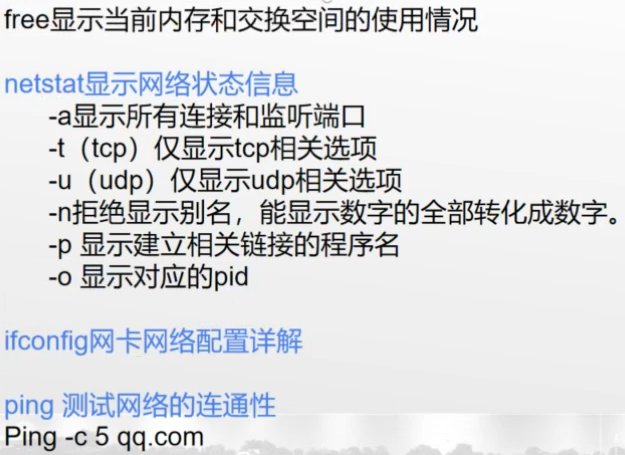 free显示当前内存和交换空间的使用情况
netstat显示网络状态信息
-a显示所有连接和监听端口
-t（tcp）仅显示tcp相关选项
-u（udp）仅显示udp相关选项
-n拒绝显示别名，能显示数字的全部转化成数字。
-p 显示建立相关链接的程序名
-o 显示对应的pid
ifconfig网卡网络配置详解
ping 测试网络的连通性
Ping -c 5 qq.com